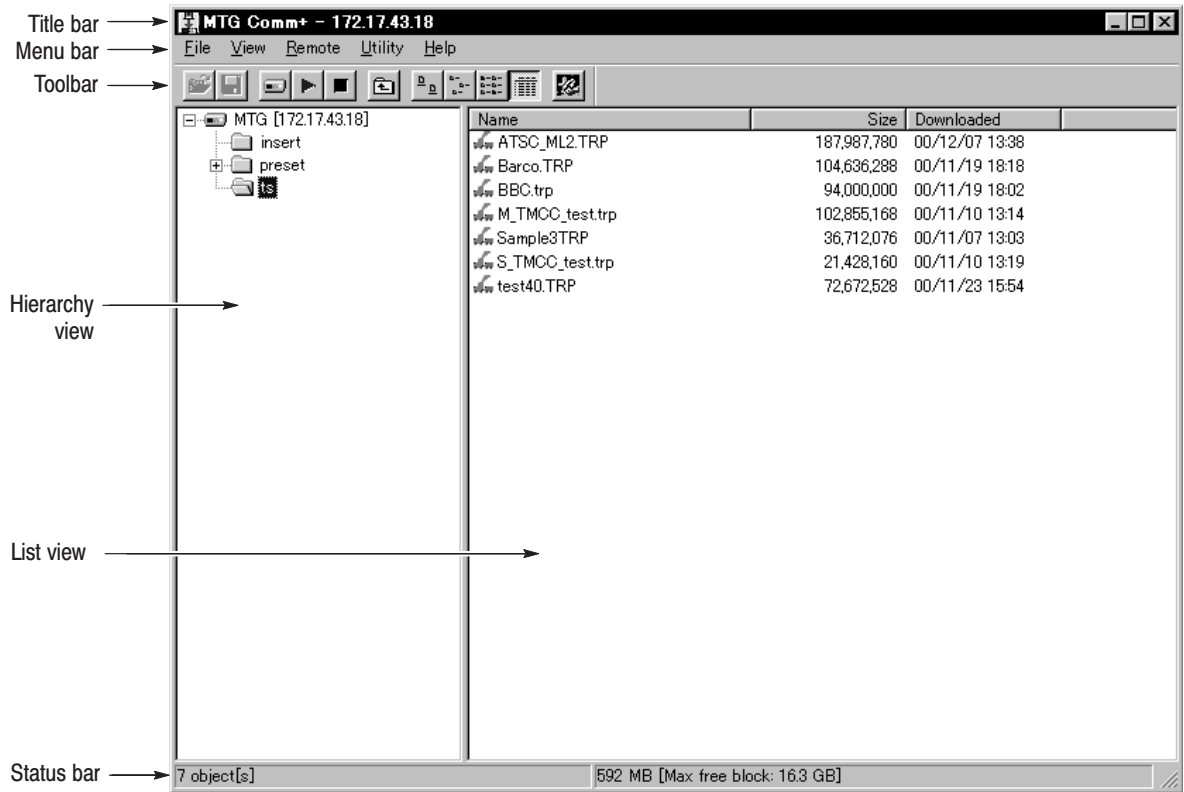 Title bar
MTG Comm+ - 172.17.43.18
Menu bar
File View Remote Utility Help
Toolbar
MTG [172.17.43.18]
insert
preset
ts
Name Size Downloaded
ATSC_ML2.TRP 187,987,780 00/12/07 13:38
Barco.TRP 104,636,288 00/11/19 18:18
BBC.trp 94,000,000 00/11/19 18:02
M_TMCC_test.trp 102,855,168 00/11/10 13:14
Sample3TRP 36,712,076 00/11/07 13:03
S_TMCC_test.trp 21,428,160 00/11/10 13:19
test40.TRP 72,672,528 00/11/23 15:54
Hierarchy
view
List view
Status bar
7 object[s] 592 MB [Max free block: 16.3 GB]